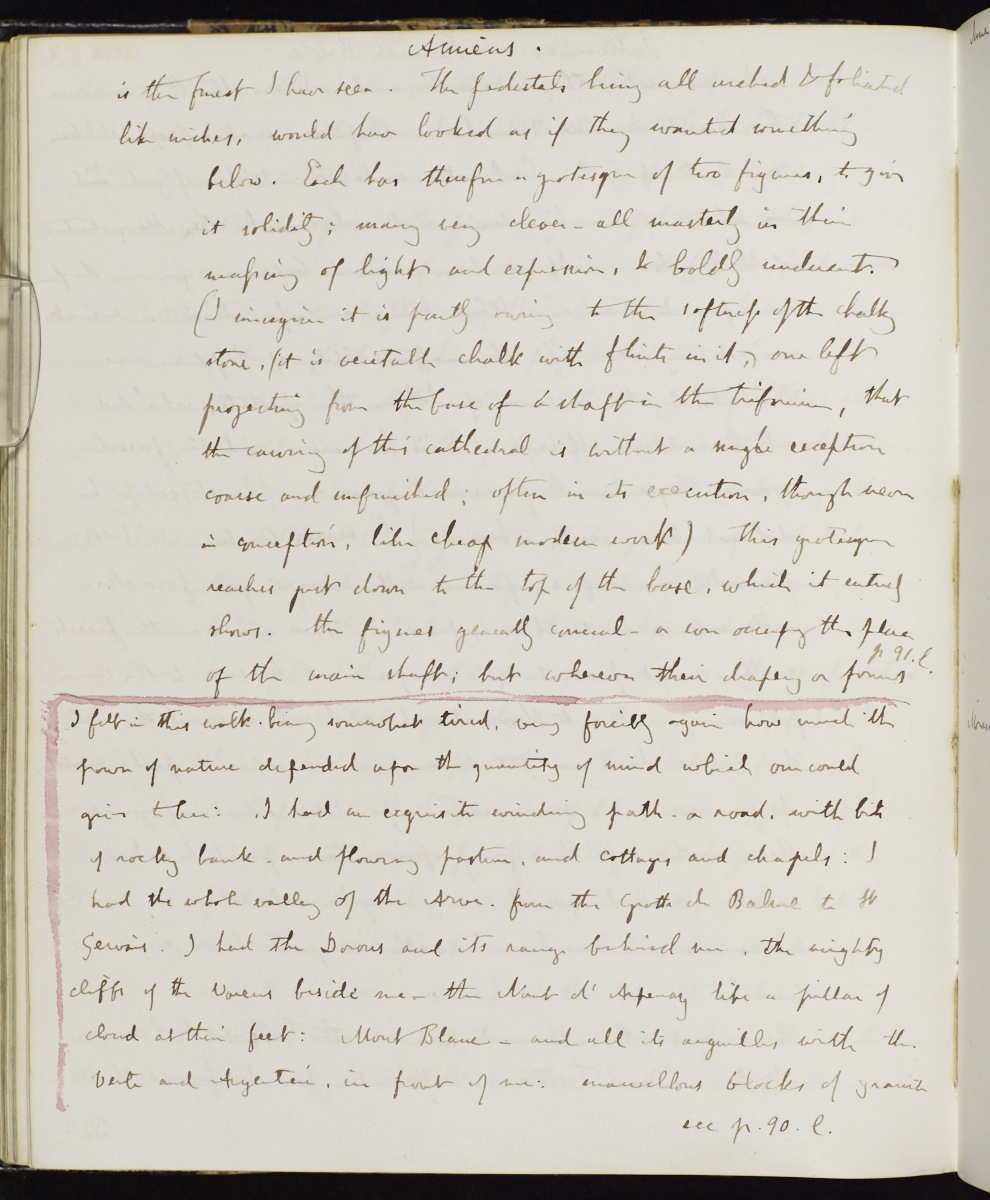 Amiens.
is the finest I have seen. The pedestals being all arched & foliated
like niches, would have looked as if they wanted something
below. Each has therefore a grotesque of two figures, to give
it solidity; many very clever - all masterly in their
massing of light and expression, & boldly undercut.
(I imagine it is partly owing to the softness of the chalky
stone, (it is veritable chalk with flints in it, one left
projecting from the base of a shaft in the triforium, that
the carving of this cathedral is without a single exception
coarse and unfinished; often in its execution, though never
in conception, like cheap modern work) This grotesque
reaches just down to the top of the base, which it entirely
shows. The figures generally conceal - or occupy the place
p 91. l.
of the main shaft; but whereon their drapery or forms
I felt in this walk. being somewhat tired, very forcibly again how much the
power of nature depended upon the quantity of mind which one could
give to her: I had an exquisite winding path - a road, with bits
of rocky bank - and flowing pasture, and cottages and chapels: I
had the whole valley of the Arve. from the Grotte de Balme to St
Gervais. I had the Dorons and its range behind me, the mighty
cliffs of the Varens beside me - the Nant d'Arpenaz like a pillar of
cloud at their feet: Mont Blanc - and all its aiguilles with the
Verte and Argentiere, in front of me: marvellous blocks of granite
see p. 90. l.